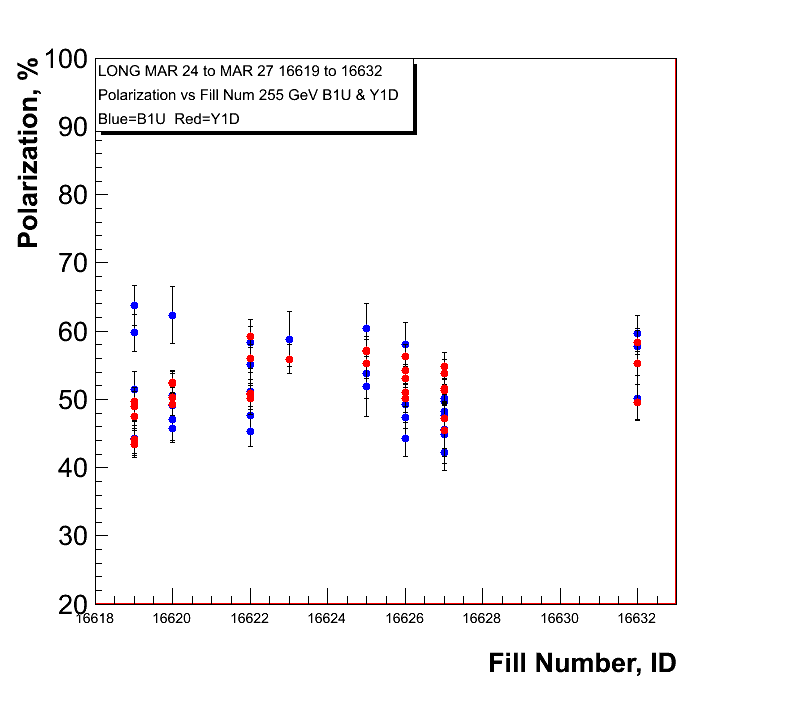 100
LONG MAR 24 to MAR 27 16619 to 16632
Polarization vs Fill Num 255 GeV B1U & Y1D
Blue=B1U Red=Y1D
Polarization, %
90
80
70
60
50
40
30
20
16618 16620 16622 16624 16626 16628 16630 16632
Fill Number, ID